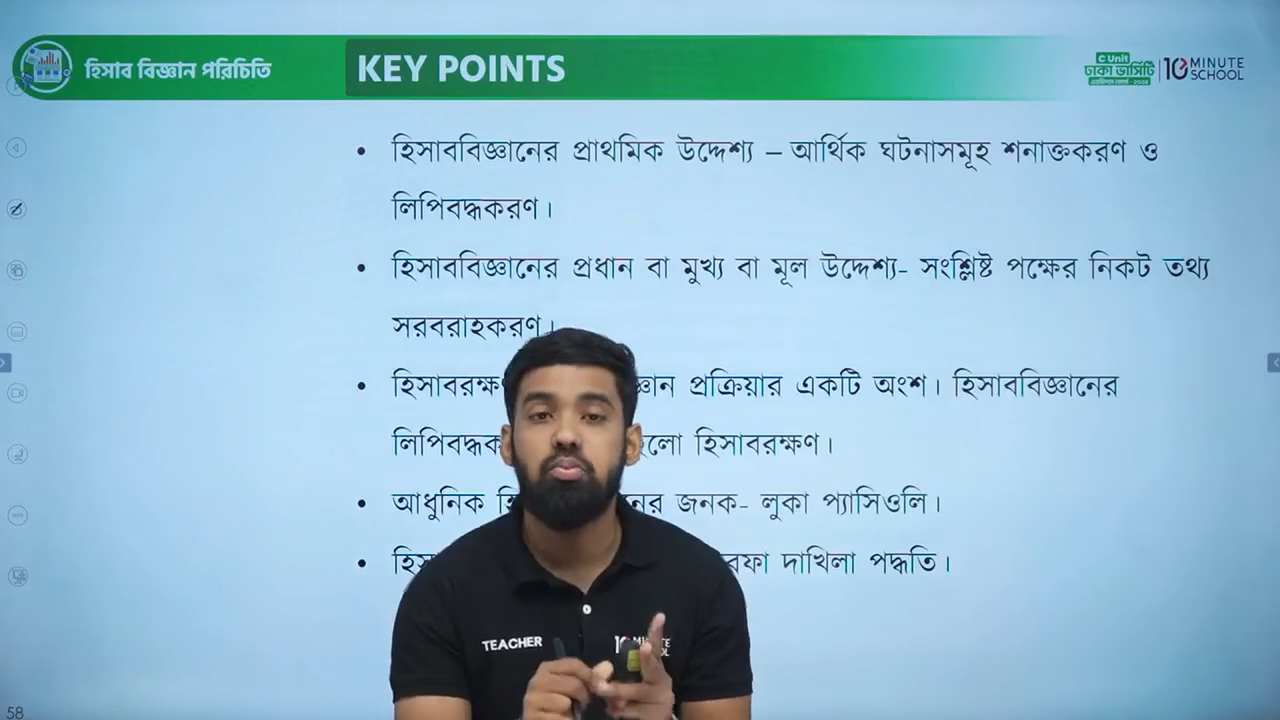 হিসাব বিজ্ঞান পরিচিতি
KEY POINTS
C Unit
ঢাকা ভার্সিটি
10 MINUTE SCHOOL
• হিসাববিজ্ঞানের প্রাথমিক উদ্দেশ্য – আর্থিক ঘটনাসমূহ শনাক্তকরণ ও
লিপিবদ্ধকরণ।
• হিসাববিজ্ঞানের প্রধান বা মুখ্য বা মূল উদ্দেশ্য- সংশ্লিষ্ট পক্ষের নিকট তথ্য
সরবরাহকরণ।
• হিসাবরক্ষ প্রক্রিয়ার একটি অংশ। হিসাববিজ্ঞানের
লিপিবদ্ধক হিসাবরক্ষণ।
• আধুনিক জনক- লুকা প্যাসিওলি।
• দাখিলা পদ্ধতি।
TEACHER
58